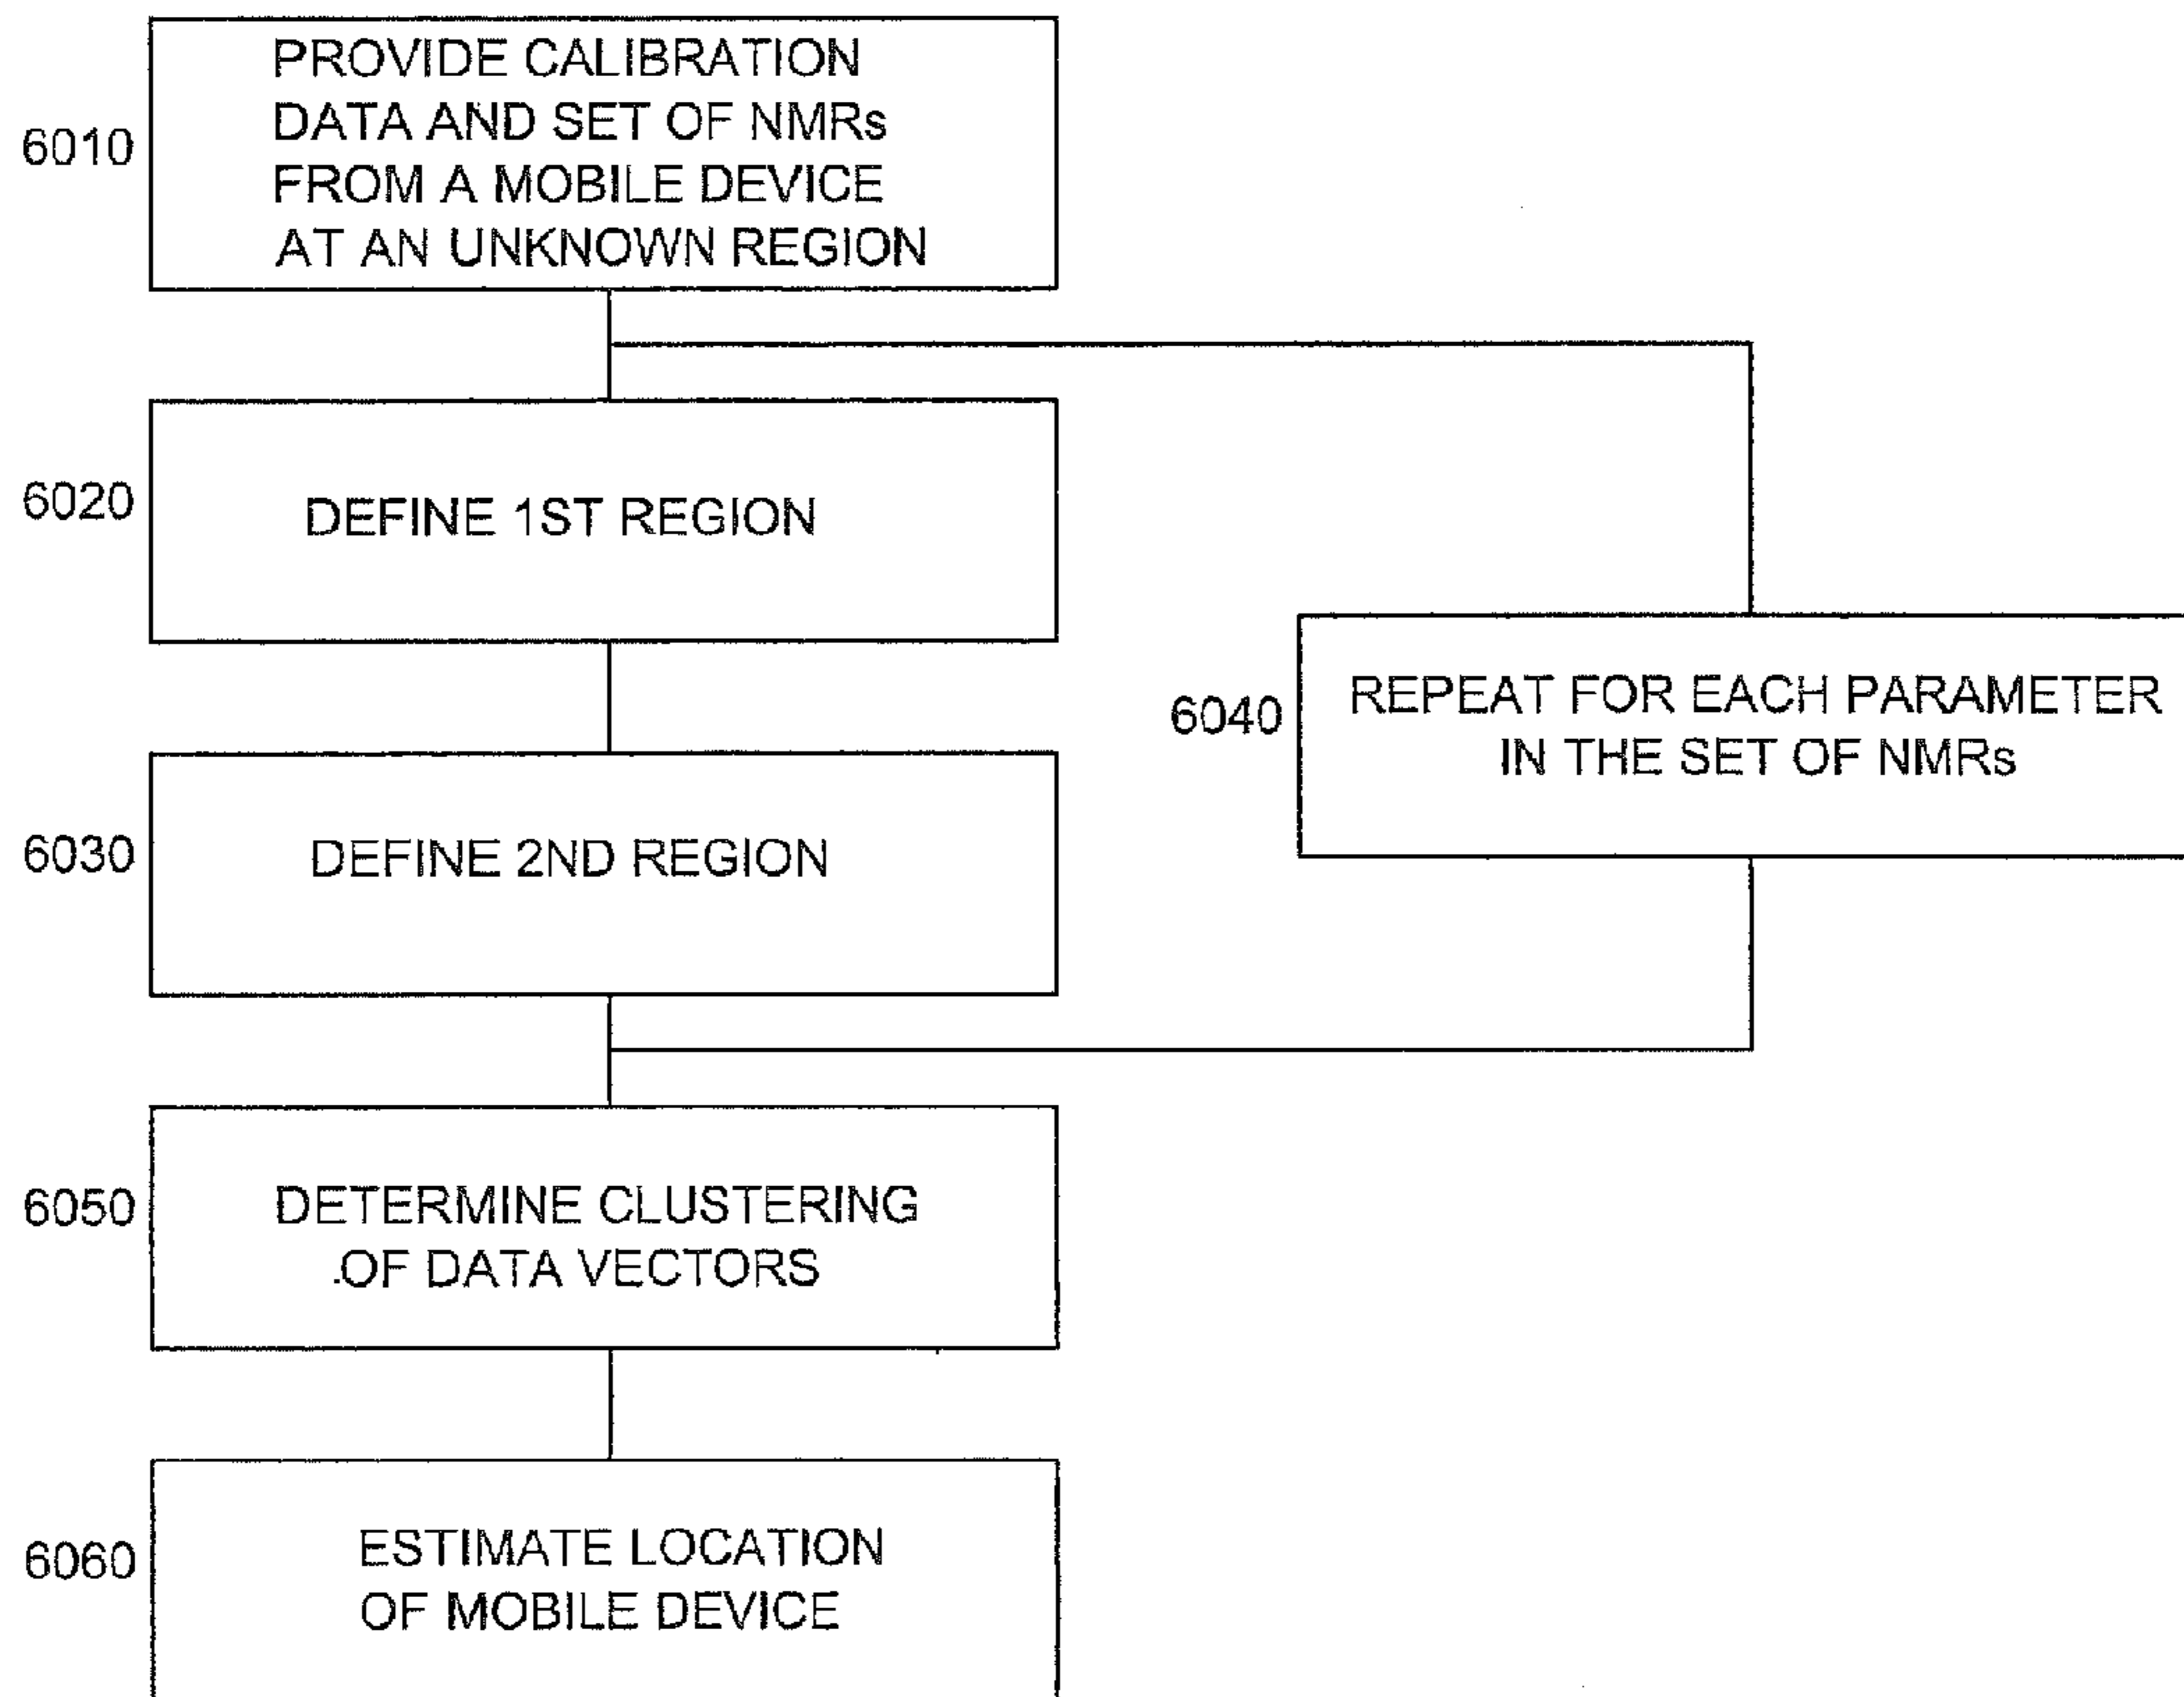 6010
PROVIDE CALIBRATION
DATA AND SET OF NMRs
FROM A MOBILE DEVICE
AT AN UNKNOWN REGION
6020
DEFINE 1ST REGION
6030
DEFINE 2ND REGION
6040
REPEAT FOR EACH PARAMETER
IN THE SET OF NMRs
6050
DETERMINE CLUSTERING
OF DATA VECTORS
6060
ESTIMATE LOCATION
OF MOBILE DEVICE